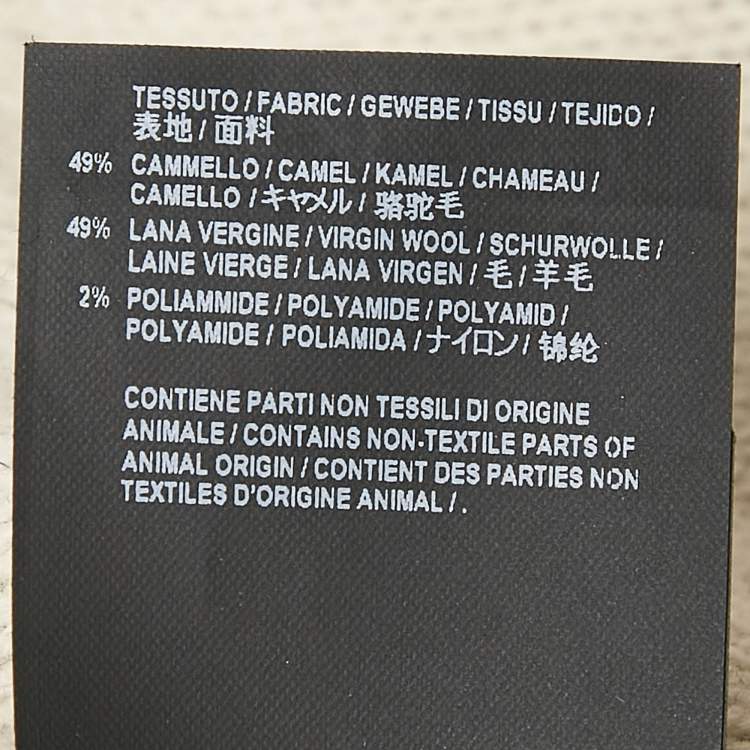 TESSUTO / FABRIC / GEWEBE / TISSU / TEJIDO /
表地 / 面料
49% CAMMELLO / CAMEL / KAMEL / CHAMEAU /
CAMELLO / キャメル / 骆驼毛
49% LANA VERGINE / VIRGIN WOOL / SCHURWOLLE /
LAINE VIERGE / LANA VIRGEN / 毛 / 羊毛
2% POLIAMMIDE / POLYAMIDE / POLYAMID /
POLYAMIDE / POLIAMIDA / ナイロン / 锦纶
CONTIENE PARTI NON TESSILI DI ORIGINE
ANIMALE / CONTAINS NON-TEXTILE PARTS OF
ANIMAL ORIGIN / CONTIENT DES PARTIES NON
TEXTILES D'ORIGINE ANIMAL / .